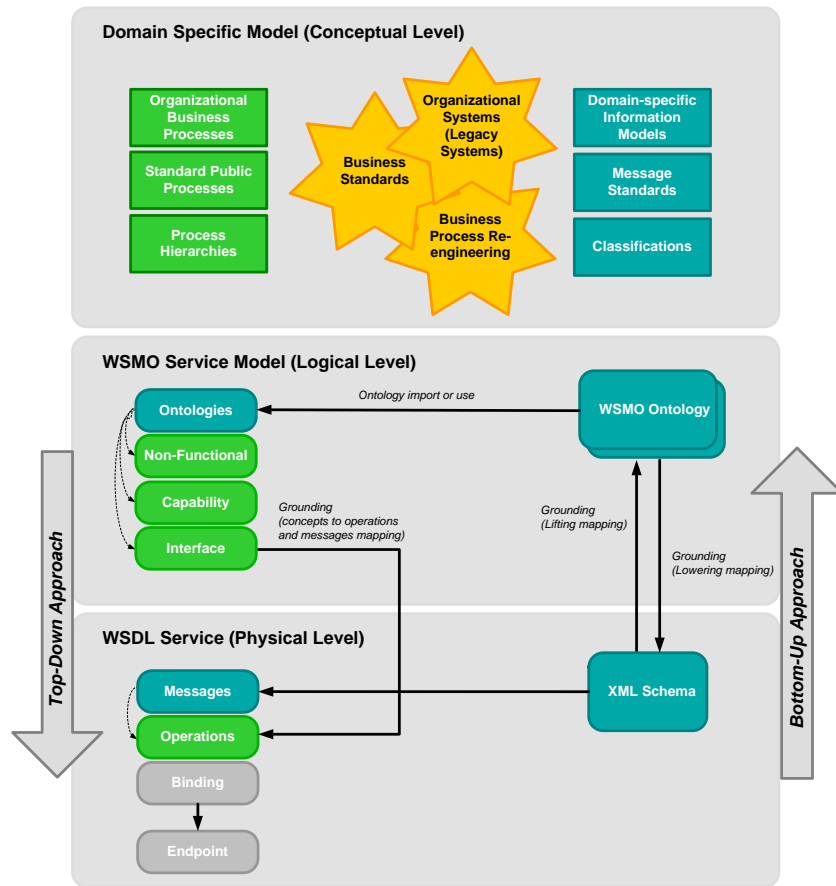 Domain Specific Model (Conceptual Level)
Organizational
Business
Processes
Standard Public
Processes
Process
Hierarchies
Business
Standards
Organizational
Systems
(Legacy
Systems)
Business
Process Re-
engineering
Domain-specific
Information
Models
Message
Standards
Classifications
WSMO Service Model (Logical Level)
Ontologies
Non-Functional
Capability
Interface
Ontology import or use
WSMO Ontology
Grounding
(concepts to operations
and messages mapping)
Grounding
(Lifting mapping)
Grounding
(Lowering mapping)
Top-Down Approach
Bottom-Up Approach
WSDL Service (Physical Level)
Messages
Operations
Binding
Endpoint
XML Schema